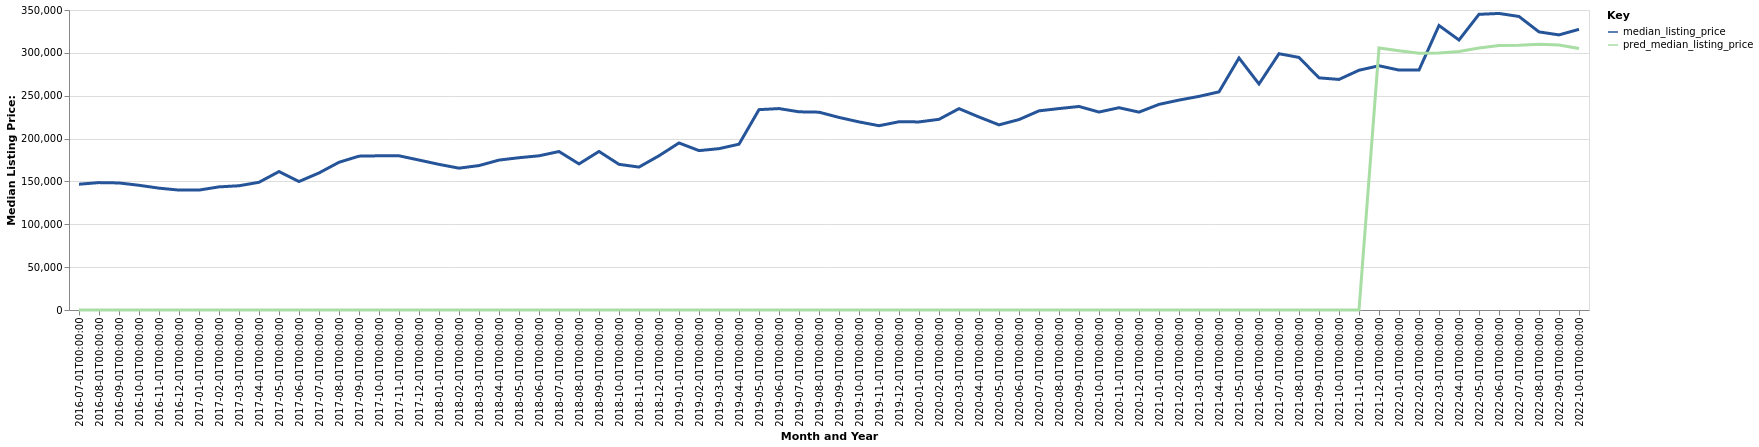 350,000
300,000
250,000
200,000
150,000
100,000
50,000
0
Median Listing Price:
2016-07-01T00:00:00
2016-08-01T00:00:00
2016-09-01T00:00:00
2016-10-01T00:00:00
2016-11-01T00:00:00
2016-12-01T00:00:00
2017-01-01T00:00:00
2017-02-01T00:00:00
2017-03-01T00:00:00
2017-04-01T00:00:00
2017-05-01T00:00:00
2017-06-01T00:00:00
2017-07-01T00:00:00
2017-08-01T00:00:00
2017-09-01T00:00:00
2017-10-01T00:00:00
2017-11-01T00:00:00
2017-12-01T00:00:00
2018-01-01T00:00:00
2018-02-01T00:00:00
2018-03-01T00:00:00
2018-04-01T00:00:00
2018-05-01T00:00:00
2018-06-01T00:00:00
2018-07-01T00:00:00
2018-08-01T00:00:00
2018-09-01T00:00:00
2018-10-01T00:00:00
2018-11-01T00:00:00
2018-12-01T00:00:00
2019-01-01T00:00:00
2019-02-01T00:00:00
2019-03-01T00:00:00
2019-04-01T00:00:00
2019-05-01T00:00:00
2019-06-01T00:00:00
2019-07-01T00:00:00
2019-08-01T00:00:00
2019-09-01T00:00:00
2019-10-01T00:00:00
2019-11-01T00:00:00
2019-12-01T00:00:00
2020-01-01T00:00:00
2020-02-01T00:00:00
2020-03-01T00:00:00
2020-04-01T00:00:00
2020-05-01T00:00:00
2020-06-01T00:00:00
2020-07-01T00:00:00
2020-08-01T00:00:00
2020-09-01T00:00:00
2020-10-01T00:00:00
2020-11-01T00:00:00
2020-12-01T00:00:00
2021-01-01T00:00:00
2021-02-01T00:00:00
2021-03-01T00:00:00
2021-04-01T00:00:00
2021-05-01T00:00:00
2021-06-01T00:00:00
2021-07-01T00:00:00
2021-08-01T00:00:00
2021-09-01T00:00:00
2021-10-01T00:00:00
2021-11-01T00:00:00
2021-12-01T00:00:00
2022-01-01T00:00:00
2022-02-01T00:00:00
2022-03-01T00:00:00
2022-04-01T00:00:00
2022-05-01T00:00:00
2022-06-01T00:00:00
2022-07-01T00:00:00
2022-08-01T00:00:00
2022-09-01T00:00:00
2022-10-01T00:00:00
Month and Year
Key
median_listing_price
pred_median_listing_price